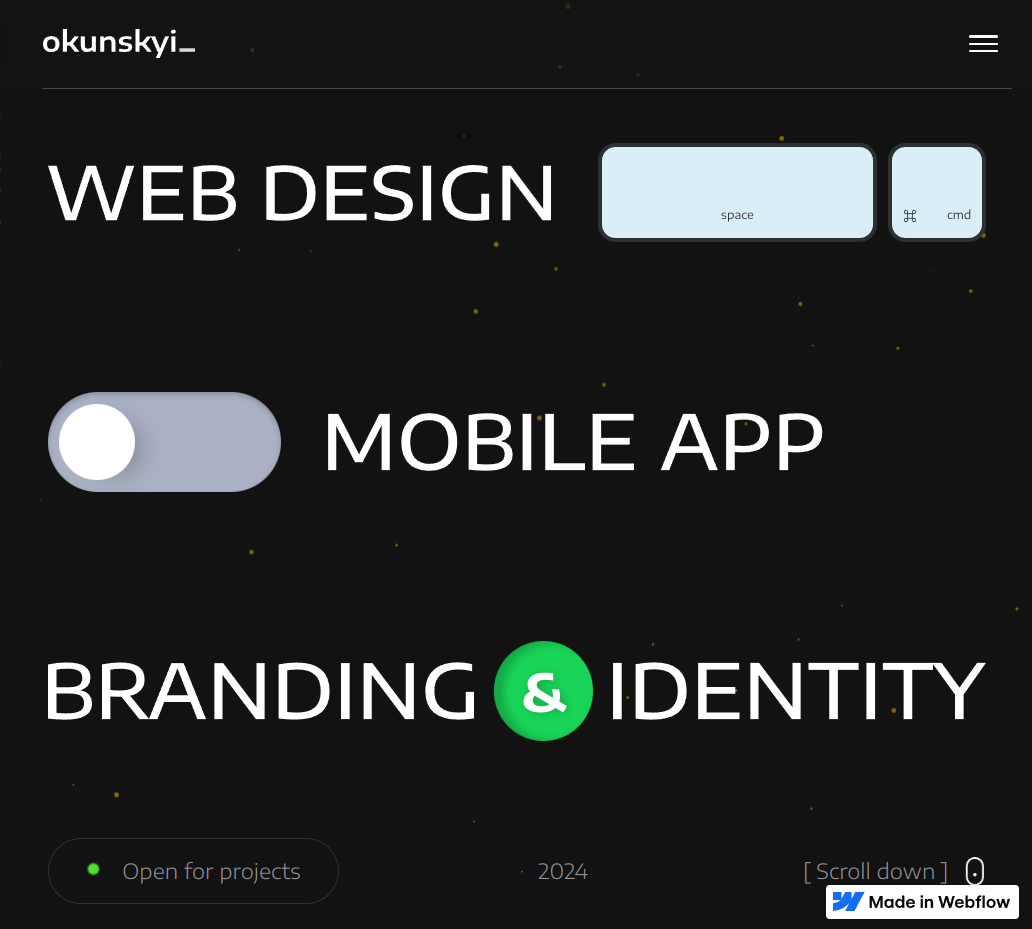 okunskyi_
WEB DESIGN
space
⌘ cmd
MOBILE APP
BRANDING & IDENTITY
Open for projects
2024
[ Scroll down ]
Made in Webflow